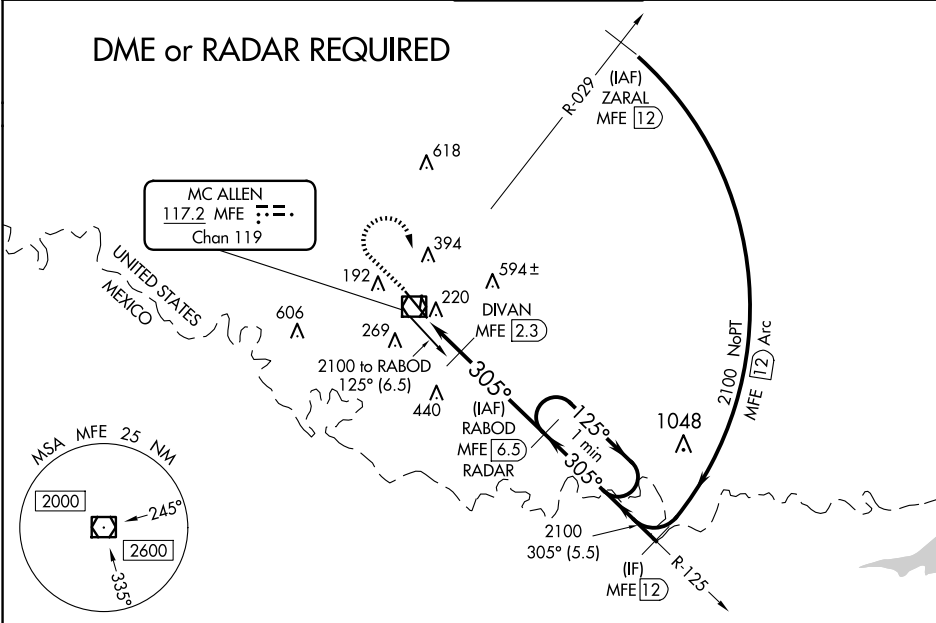 DME or RADAR REQUIRED
R-029
(IAF)
ZARAL
MFE 12
618
MC ALLEN
117.2 MFE
Chan 119
394
192
594±
UNITED STATES
MEXICO
220
DIVAN
MFE 2.3
606
269
2100 to RABOD
125° (6.5)
305°
2100 NoPT
MFE 12 Arc
440
(IAF)
RABOD
MFE 6.5
RADAR
125°
1 min
305°
1048
MSA MFE 25 NM
2000
245°
2600
335°
2100
305° (5.5)
(IF)
MFE 12
R-125